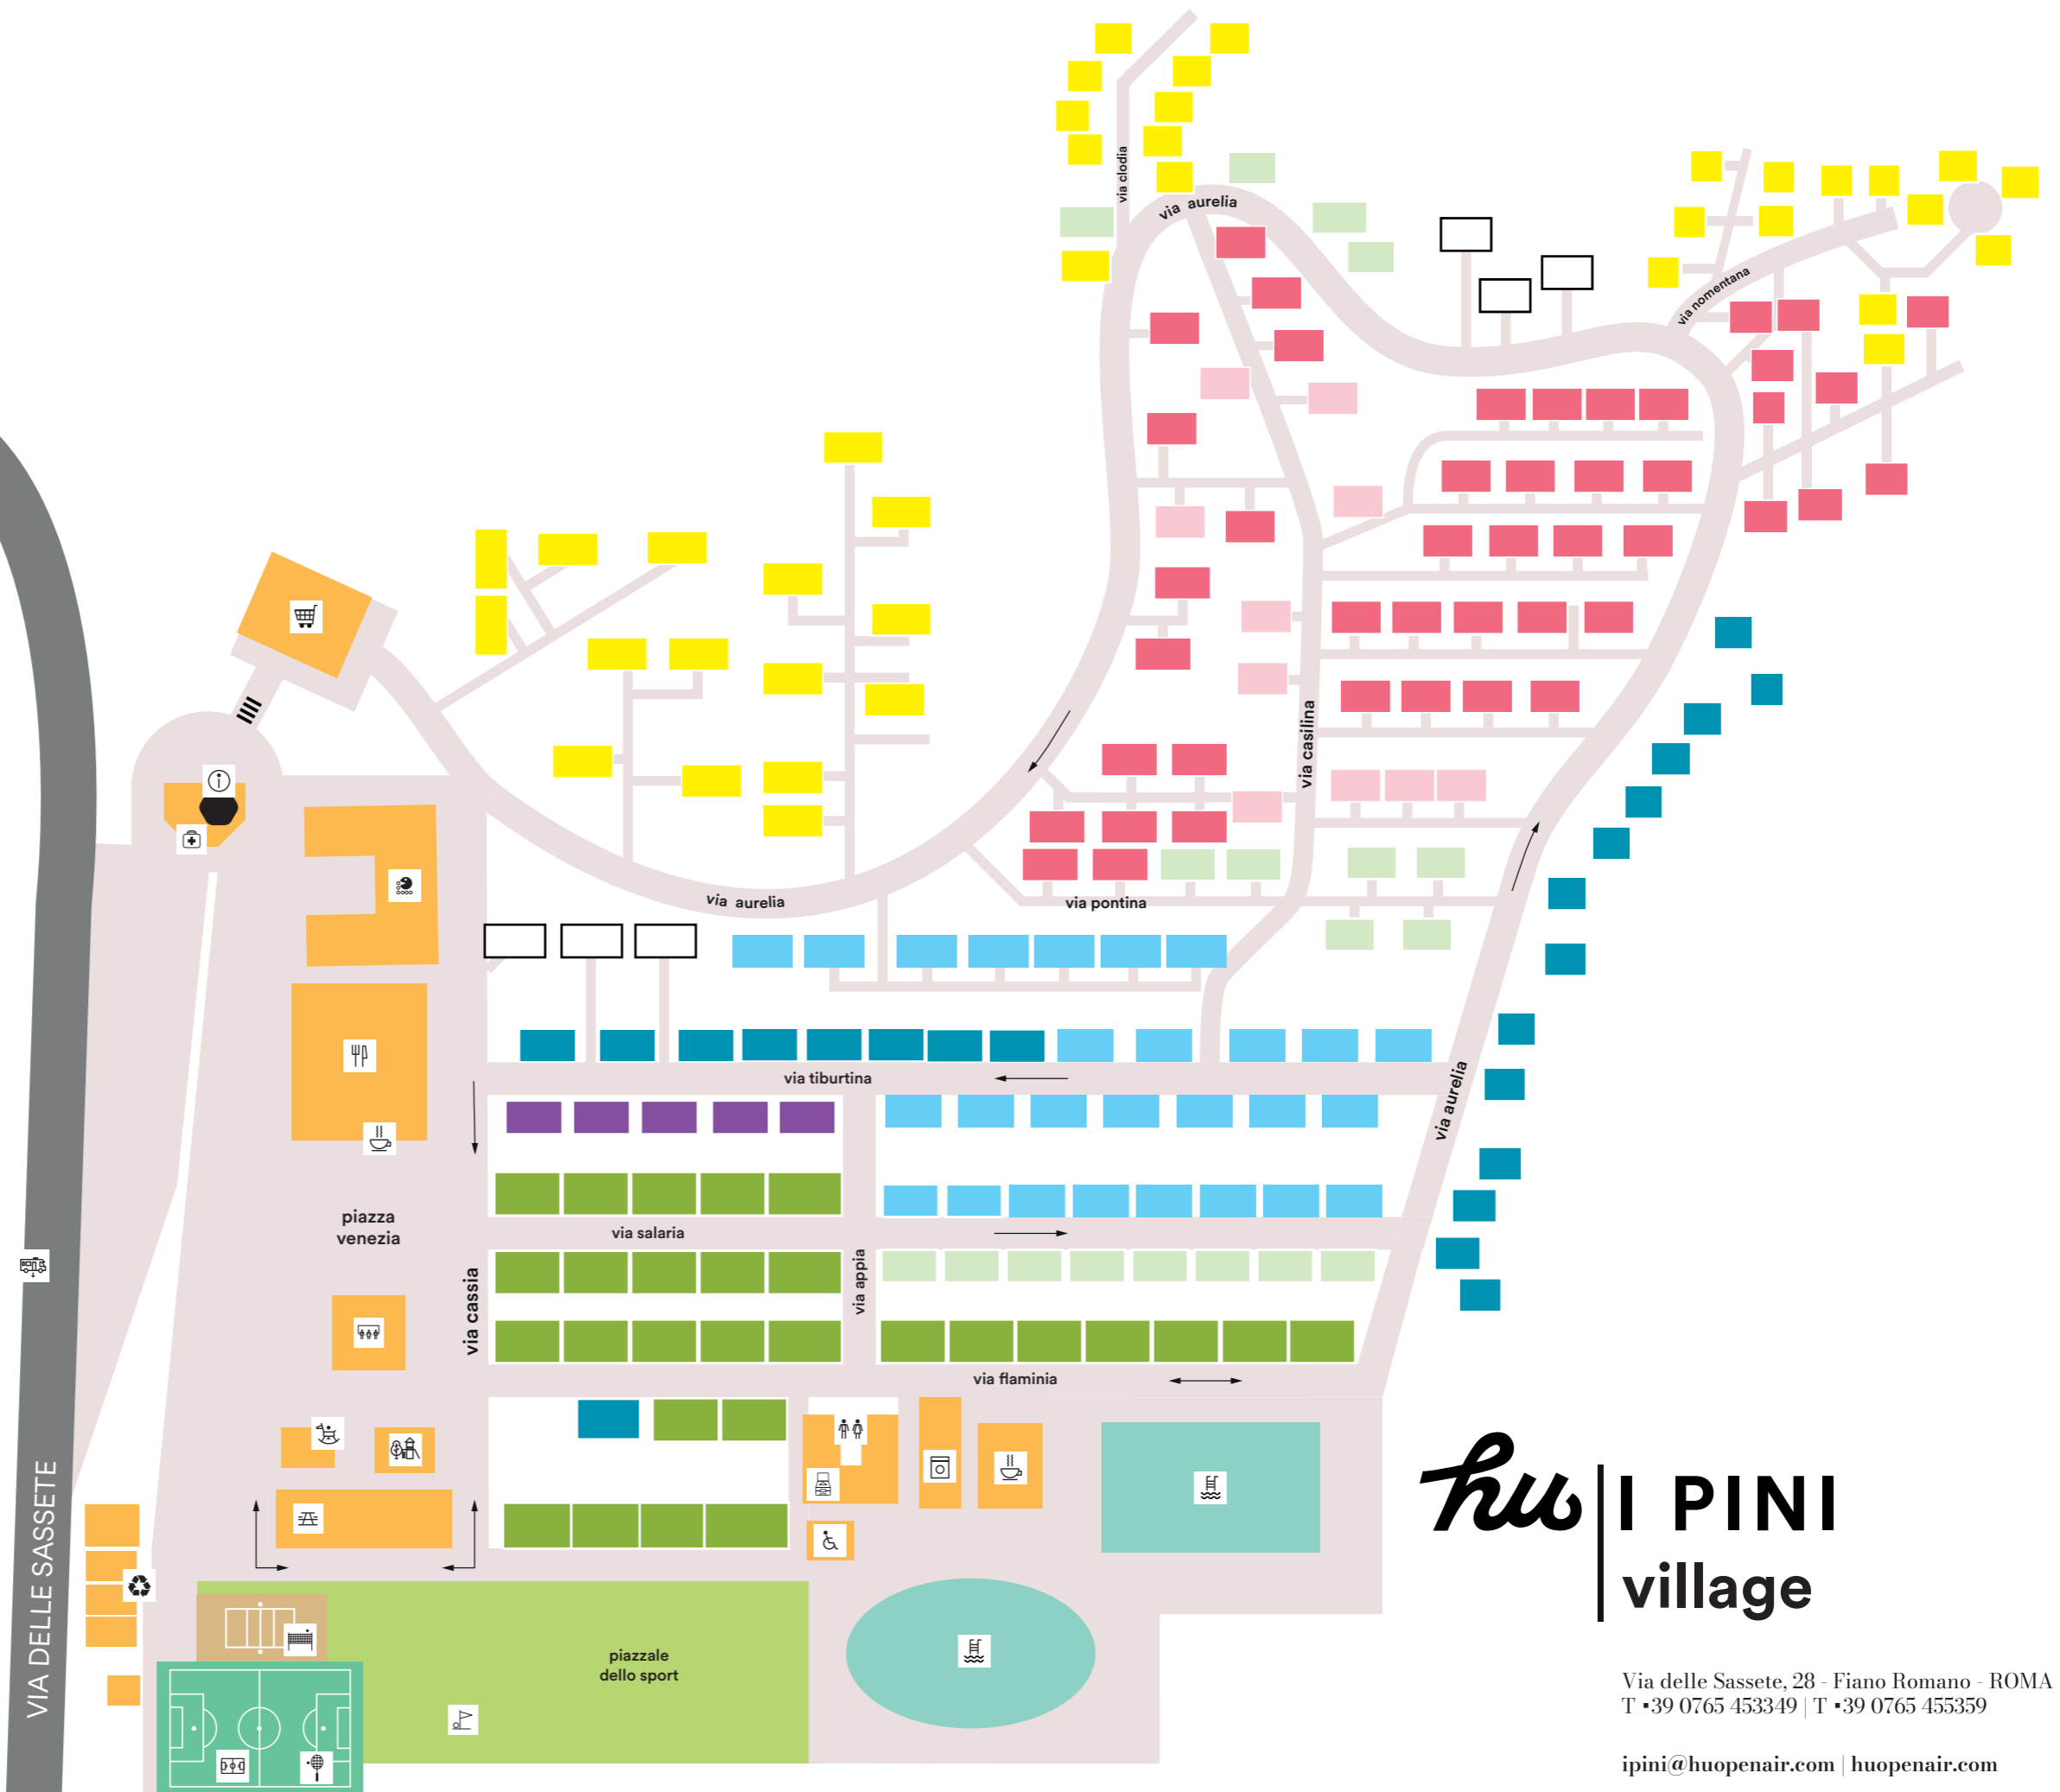 via clodia
via aurelia
via nomentana
via casilina
via aurelia
via pontina
via tiburtina
via aurelia
piazza
venezia
via salaria
via appia
via cassia
via flaminia
VIA DELLE SASSETE
piazzale
dello sport
hu I PINI
village
Via delle Sassete, 28 - Fiano Romano - ROMA
T +39 0765 453349 | T +39 0765 455359
ipini@huopenair.com | huopenair.com